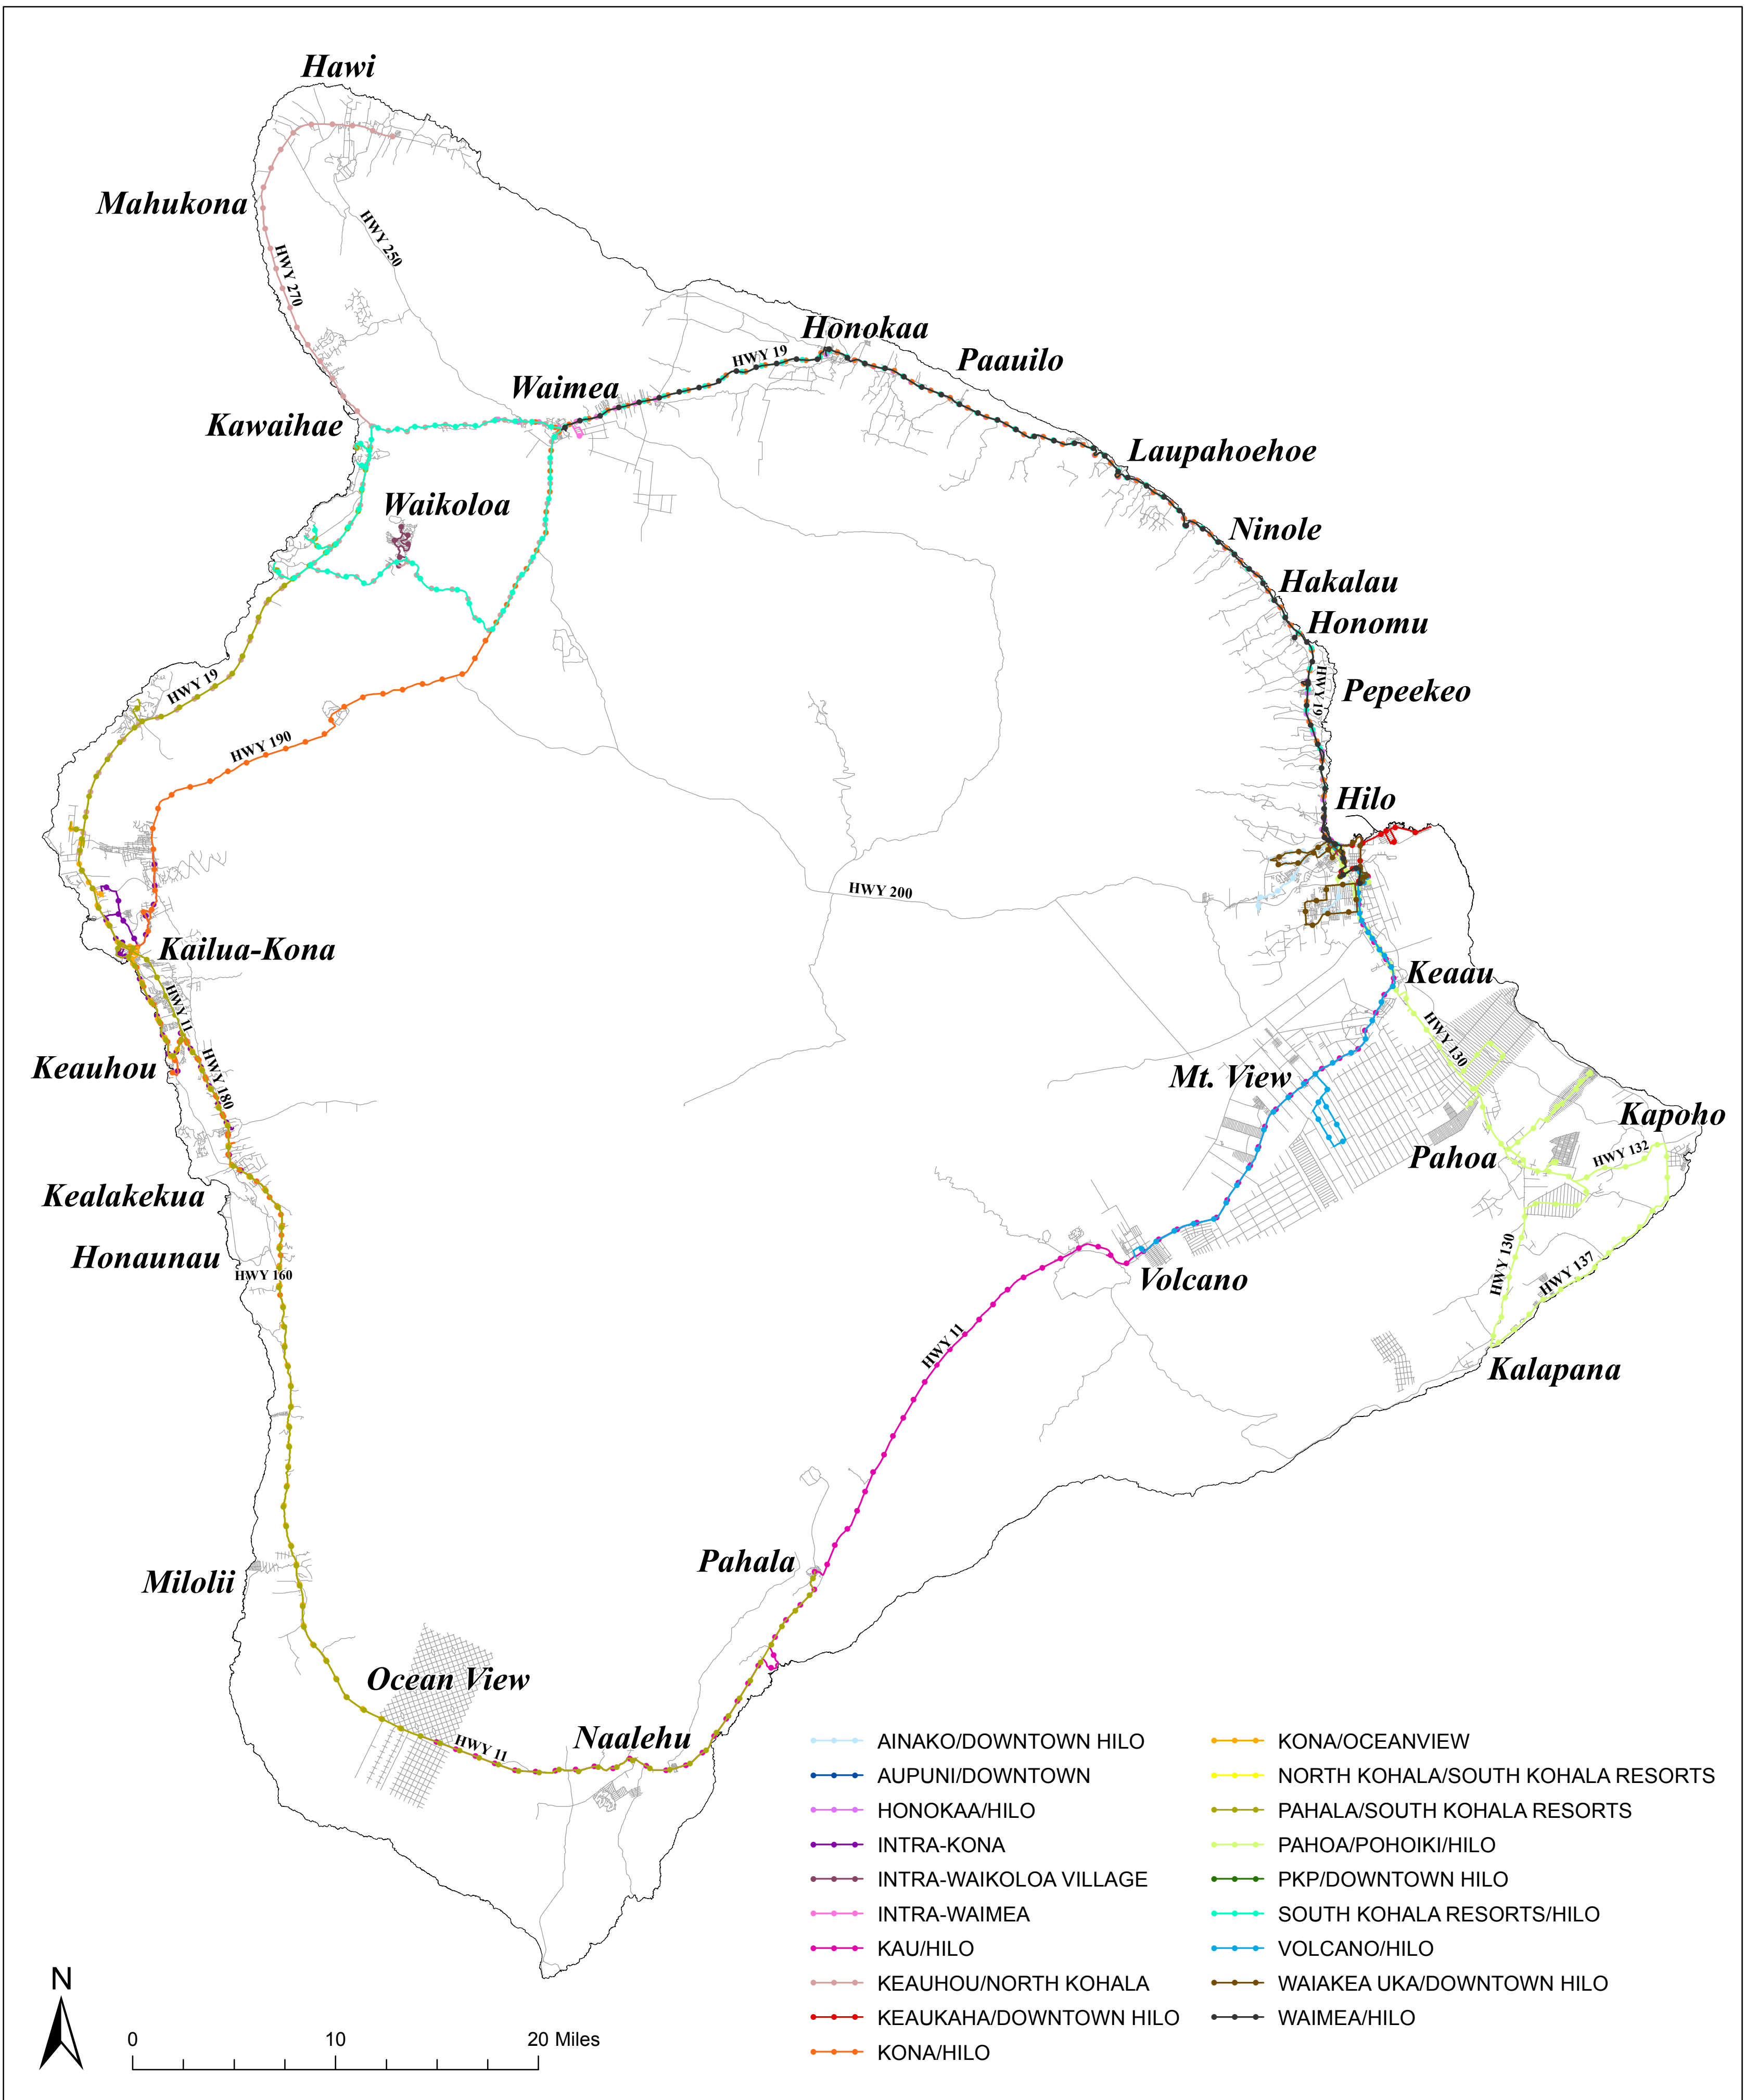 Hawi
Mahukona
HWY 250
HWY 270
Honokaa
HWY 19
Paauilo
Waimea
Kawaihae
Laupahoehoe
Waikoloa
Ninole
Hakalau
Honomu
HWY 19
Pepeekeo
HWY 19
HWY 190
Hilo
HWY 200
Kailua-Kona
Keaau
HWY 11
HWY 130
Keauhou
HWY 180
Mt. View
Kapoho
HWY 132
Pahoa
Kealakekua
Honaunau
HWY 160
HWY 130
HWY 137
Volcano
HWY 11
Kalapana
Pahala
Milolii
Ocean View
Naalehu
HWY 11
AINAKO/DOWNTOWN HILO
AUPUNI/DOWNTOWN
HONOKAA/HILO
INTRA-KONA
INTRA-WAIKOLOA VILLAGE
INTRA-WAIMEA
KAU/HILO
KEAUHOU/NORTH KOHALA
KEAUKAHA/DOWNTOWN HILO
KONA/HILO
KONA/OCEANVIEW
NORTH KOHALA/SOUTH KOHALA RESORTS
PAHALA/SOUTH KOHALA RESORTS
PAHOA/POHOIKI/HILO
PKP/DOWNTOWN HILO
SOUTH KOHALA RESORTS/HILO
VOLCANO/HILO
WAIAKEA UKA/DOWNTOWN HILO
WAIMEA/HILO
N
0 10 20 Miles